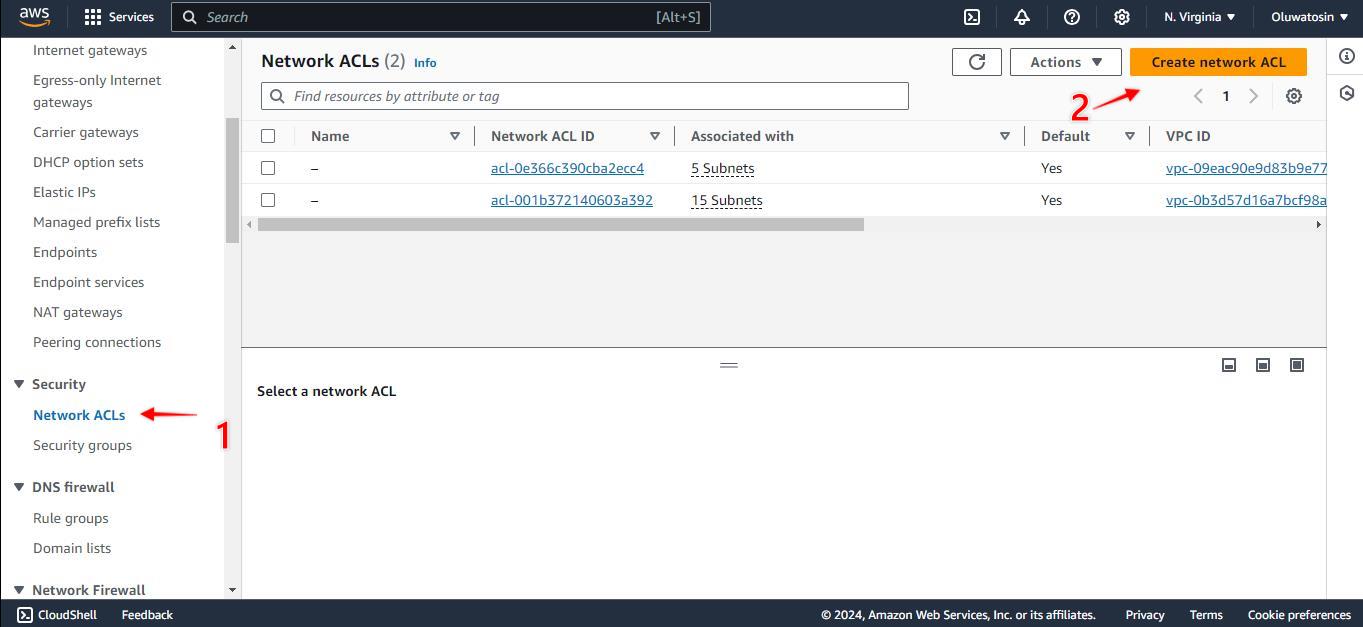 aws Services Search [Alt+S] N. Virginia Oluwatosin
Internet gateways
Egress-only Internet
gateways
Carrier gateways
DHCP option sets
Elastic IPs
Managed prefix lists
Endpoints
Endpoint services
NAT gateways
Peering connections
Security
Network ACLs
1
Security groups
DNS firewall
Rule groups
Domain lists
Network Firewall
Network ACLs (2) Info Actions Create network ACL
Find resources by attribute or tag
2
1
Name Network ACL ID Associated with Default VPC ID
– acl-0e366c390cba2ecc4 5 Subnets Yes vpc-09eac90e9d83b9e77
– acl-001b372140603a392 15 Subnets Yes vpc-0b3d57d16a7bcf98a
Select a network ACL
CloudShell Feedback © 2024, Amazon Web Services, Inc. or its affiliates. Privacy Terms Cookie preferences